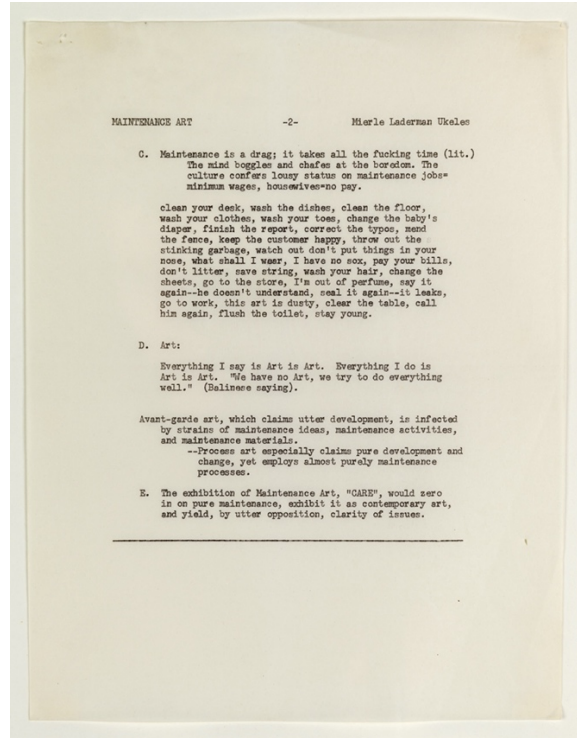 MAINTENANCE ART -2- Mierle Laderman Ukeles
C. Maintenance is a drag; it takes all the fucking time (lit.)
The mind boggles and chafes at the boredom. The
culture confers lousy status on maintenance jobs=
minimum wages, housewives=no pay.
clean your desk, wash the dishes, clean the floor,
wash your clothes, wash your toes, change the baby's
diaper, finish the report, correct the typos, mend
the fence, keep the customer happy, throw out the
stinking garbage, watch out don't put things in your
nose, what shall I wear, I have no sox, pay your bills,
don't litter, save string, wash your hair, change the
sheets, go to the store, I'm out of perfume, say it
again--he doesn't understand, seal it again--it leaks,
go to work, this art is dusty, clear the table, call
him again, flush the toilet, stay young.
D. Art:
Everything I say is Art is Art. Everything I do is
Art is Art. "We have no Art, we try to do everything
well." (Balinese saying).
Avant-garde art, which claims utter development, is infected
by strains of maintenance ideas, maintenance activities,
and maintenance materials.
--Process art especially claims pure development and
change, yet employs almost purely maintenance
processes.
E. The exhibition of Maintenance Art, "CARE", would zero
in on pure maintenance, exhibit it as contemporary art,
and yield, by utter opposition, clarity of issues.